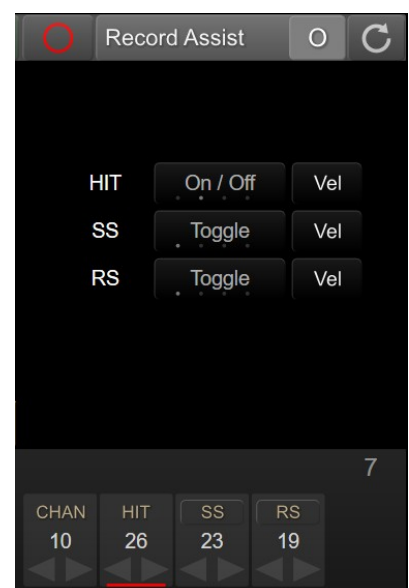 Record Assist O
HIT On / Off Vel
SS Toggle Vel
RS Toggle Vel
7
CHAN HIT SS RS
10 26 23 19